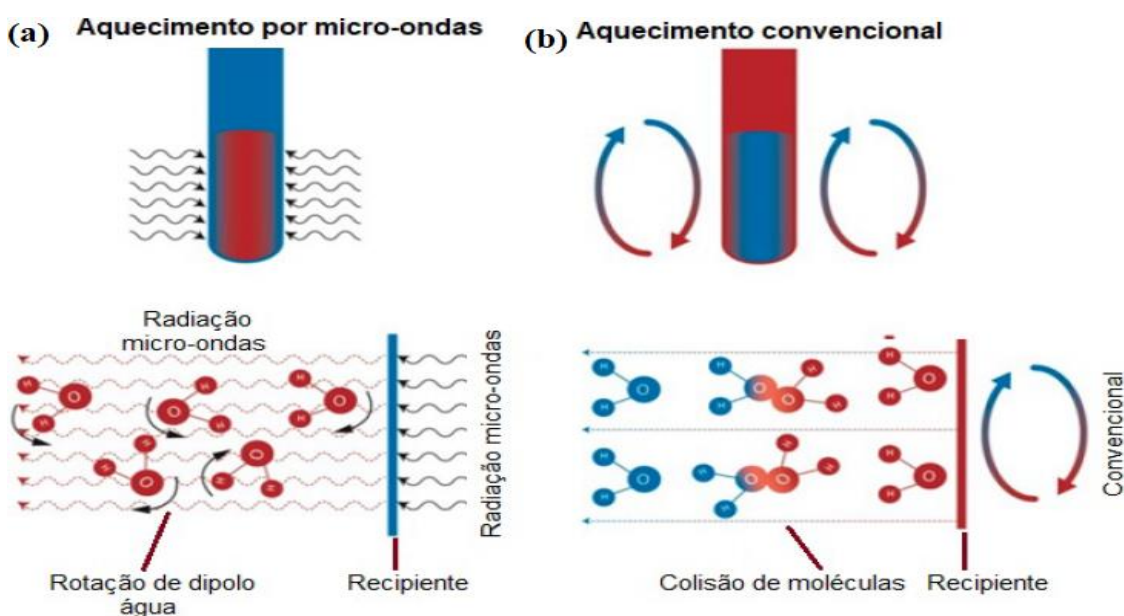 (a) Aquecimento por micro-ondas
(b) Aquecimento convencional
Radiação
micro-ondas
H
H
O
H
H
O
H
H
O
H
H
O
H
H
O
Radiação micro-ondas
Rotação de dipolo
água
Recipiente
H
H
O
H
H
O
O
H
H
H
H
O
H
H
O
H
H
O
O
H
H
H
H
O
Convencional
Colisão de moléculas
Recipiente